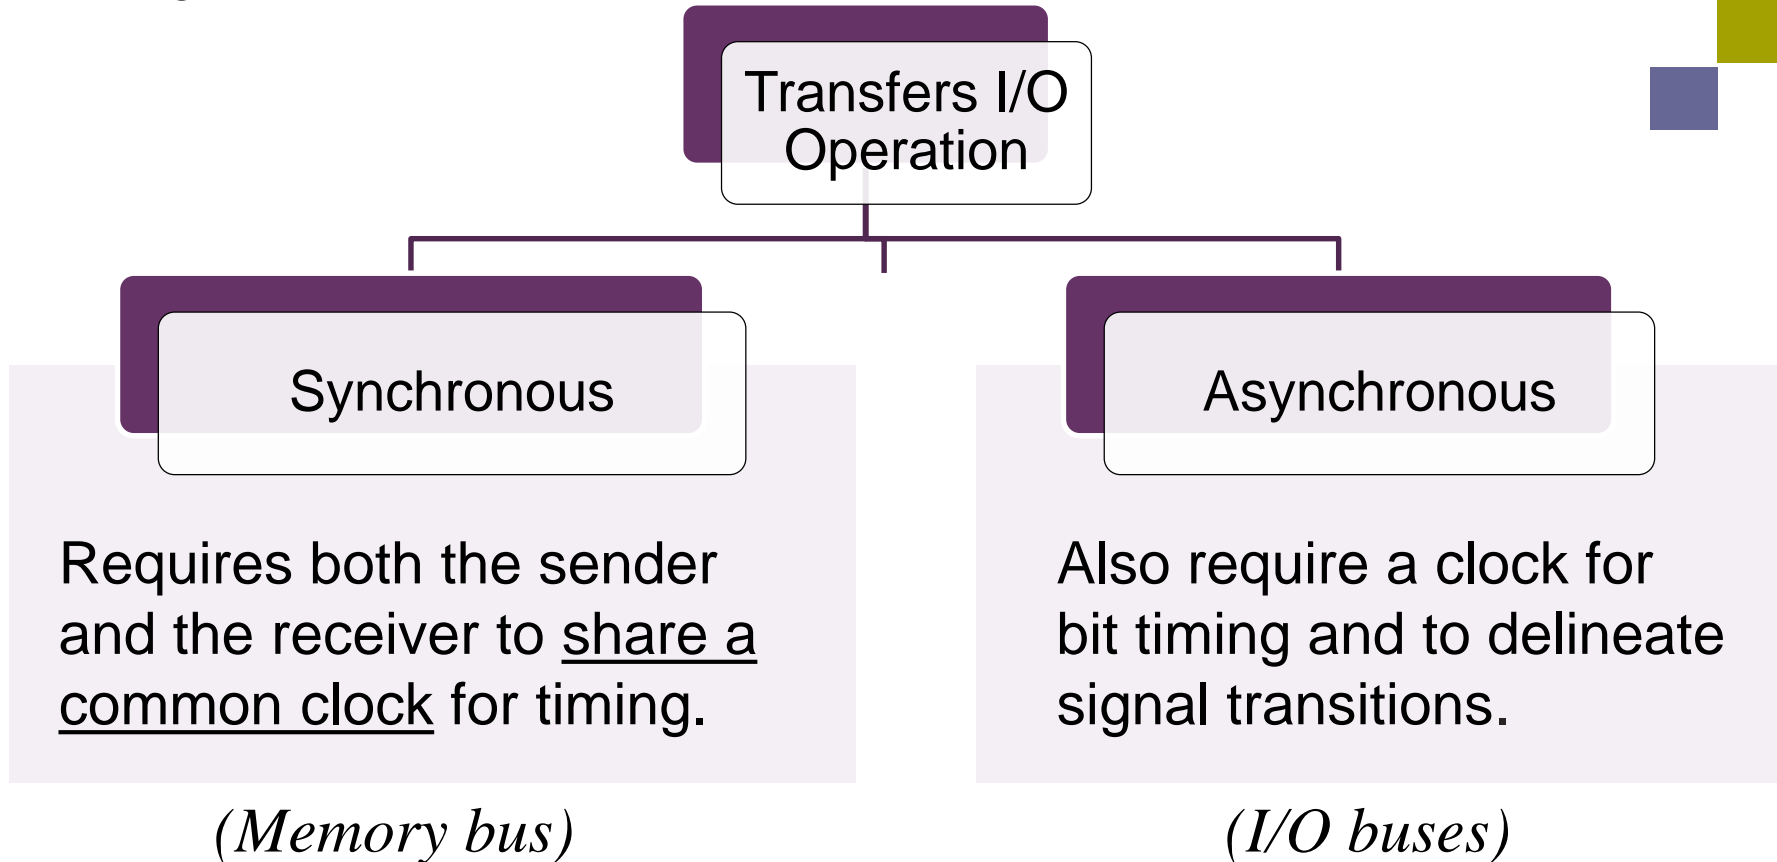 Transfers I/O
Operation
Synchronous
Requires both the sender
and the receiver to share a
common clock for timing.
(Memory bus)
Asynchronous
Also require a clock for
bit timing and to delineate
signal transitions.
(I/O buses)